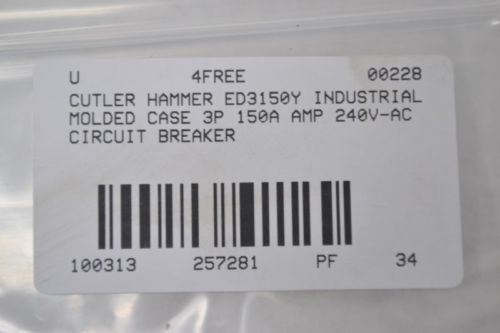 U 4FREE 00228
CUTLER HAMMER ED3150Y INDUSTRIAL
MOLDED CASE 3P 150A AMP 240V-AC
CIRCUIT BREAKER
100313 257281 PF 34